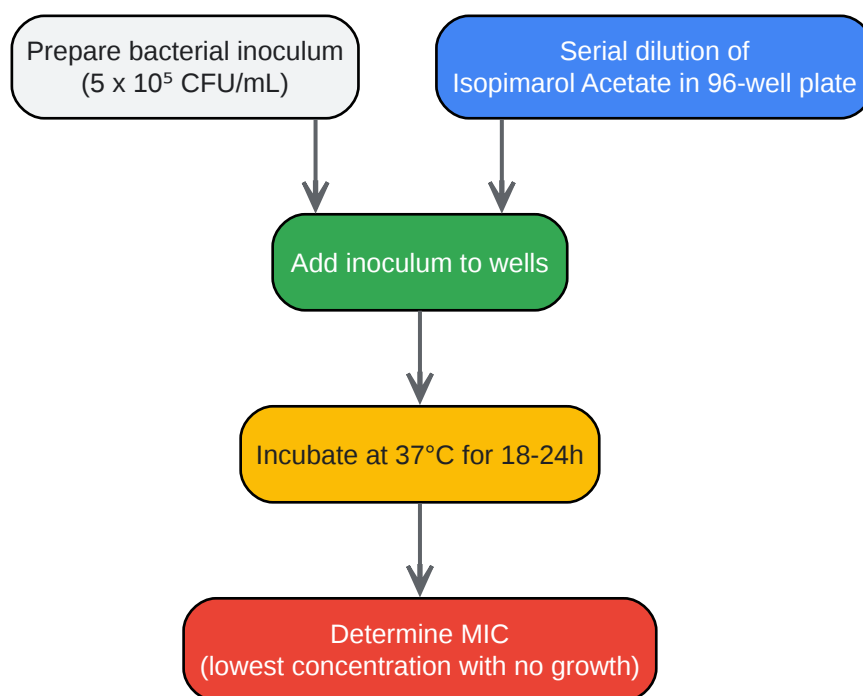 Prepare bacterial inoculum
(5 x 10⁵ CFU/mL)
Serial dilution of
Isopimarol Acetate in 96-well plate
Add inoculum to wells
Incubate at 37°C for 18-24h
Determine MIC
(lowest concentration with no growth)